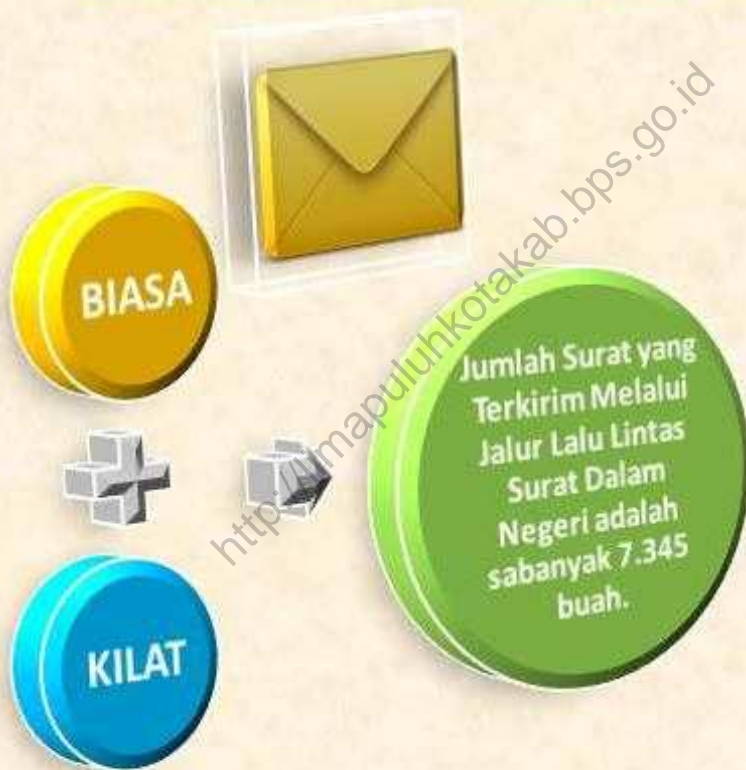 BIASA
KILAT
Jumlah Surat yang
Terkirim Melalui
Jalur Lalu Lintas
Surat Dalam
Negeri adalah
sabanyak 7.345
buah.
http://limapuluhkotakab.bps.go.id